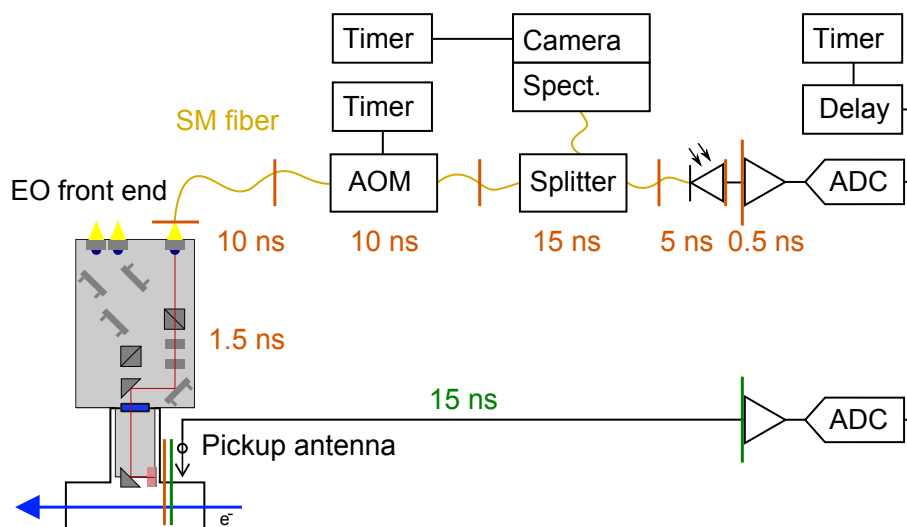 Timer
Camera
Timer
Spect.
Timer
Delay
SM fiber
AOM
Splitter
ADC
EO front end
10 ns
10 ns
15 ns
5 ns
0.5 ns
1.5 ns
15 ns
ADC
Pickup antenna
e-